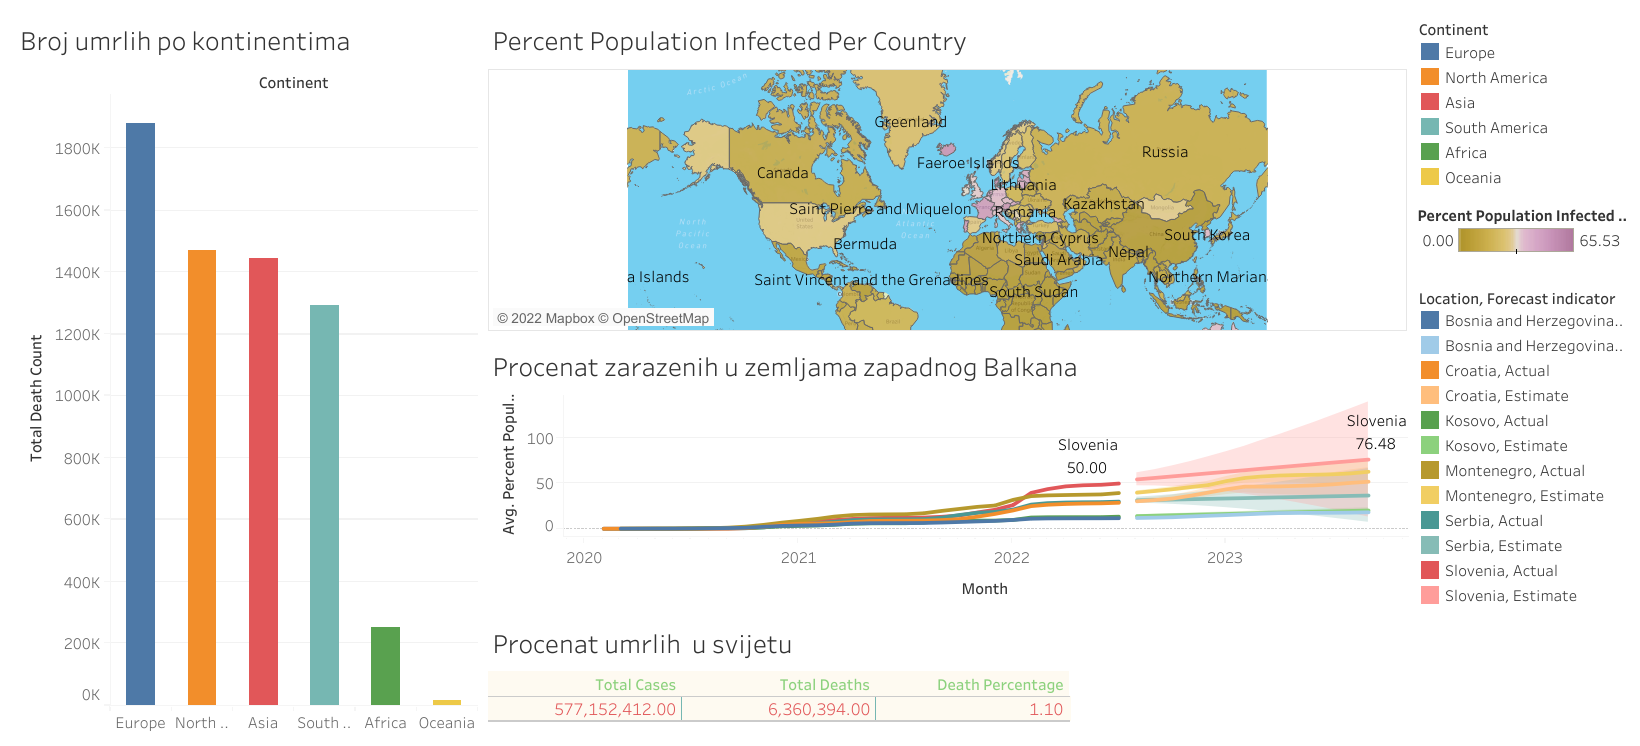 Broj umrlih po kontinentima
Continent
Total Death Count
1800K
1600K
1400K
1200K
1000K
800K
600K
400K
200K
0K
Europe North .. Asia South .. Africa Oceania
Percent Population Infected Per Country
Arctic Ocean
Greenland
Faeroe Islands
Russia
Canada
Lithuania
Saint Pierre and Miquelon
Romania
Kazakhstan
North Pacific Ocean
Atlantic Ocean
Bermuda
Northern Cyprus
South Korea
Saudi Arabia
Nepal
a Islands
Saint Vincent and the Grenadines
Northern Marian
South Sudan
© 2022 Mapbox © OpenStreetMap
Procenat zarazenih u zemljama zapadnog Balkana
Avg. Percent Popul..
100
50
0
Slovenia
50.00
Slovenia
76.48
2020 2021 2022 2023
Month
Procenat umrlih  u svijetu
Total Cases Total Deaths Death Percentage
577,152,412.00 6,360,394.00 1.10
Continent
Europe
North America
Asia
South America
Africa
Oceania
Percent Population Infected ..
0.00 65.53
Location, Forecast indicator
Bosnia and Herzegovina..
Bosnia and Herzegovina..
Croatia, Actual
Croatia, Estimate
Kosovo, Actual
Kosovo, Estimate
Montenegro, Actual
Montenegro, Estimate
Serbia, Actual
Serbia, Estimate
Slovenia, Actual
Slovenia, Estimate